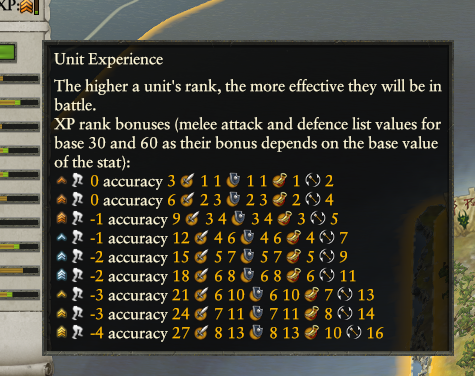 XP:
Unit Experience
The higher a unit's rank, the more effective they will be in
battle.
XP rank bonuses (melee attack and defence list values for
base 30 and 60 as their bonus depends on the base value
of the stat):
0 accuracy 3 1 1 1 1 1 2
0 accuracy 6 2 3 2 3 2 4
-1 accuracy 9 3 4 3 4 3 5
-1 accuracy 12 4 6 4 6 4 7
-2 accuracy 15 5 7 5 7 5 9
-2 accuracy 18 6 8 6 8 6 11
-3 accuracy 21 6 10 6 10 7 13
-3 accuracy 24 7 11 7 11 8 14
-4 accuracy 27 8 13 8 13 10 16